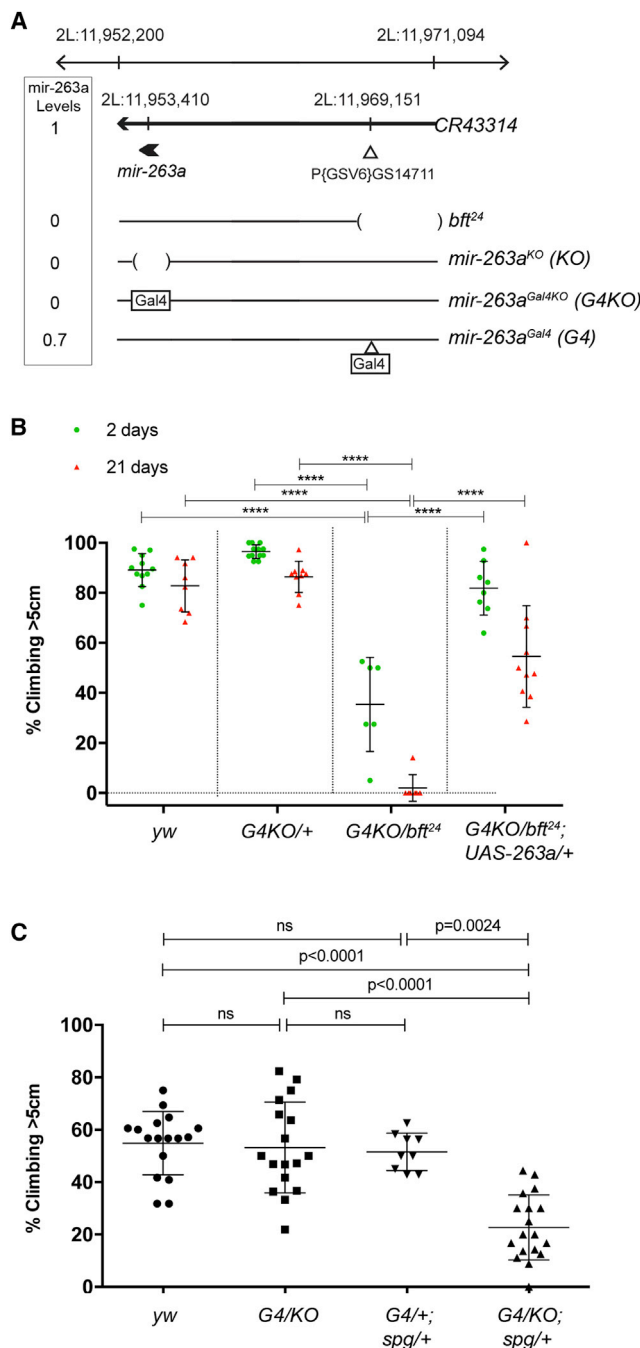 A
2L:11,952,200 2L:11,971,094
mir-263a
Levels
2L:11,953,410 2L:11,969,151
1 CR43314
mir-263a P{GSV6}GS14711
0 ( ) bft24
0 ( ) mir-263aKO (KO)
0 Gal4 mir-263aGal4KO (G4KO)
0.7 mir-263aGal4 (G4)
Gal4
B
2 days
21 days
****
****
**** ****
**** ****
% Climbing >5cm
100
80
60
40
20
0
yw G4KO/+ G4KO/bft24 G4KO/bft24;
UAS-263a/+
C
ns p=0.0024
p<0.0001
p<0.0001
ns ns
% Climbing >5cm
100
80
60
40
20
0
yw G4/KO G4/+; G4/KO;
spg/+ spg/+